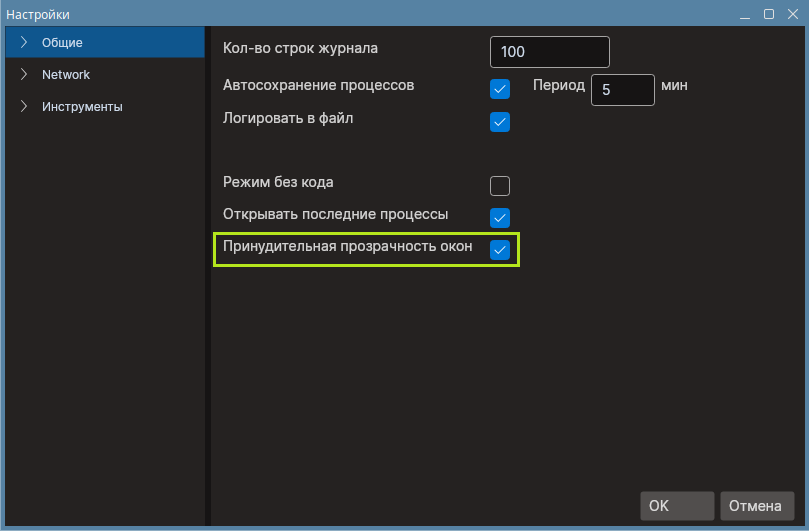 Настройки
Общие
Network
Инструменты
Кол-во строк журнала 100
Автосохранение процессов Период 5 мин
Логировать в файл
Режим без кода
Открывать последние процессы
Принудительная прозрачность окон
OK Отмена